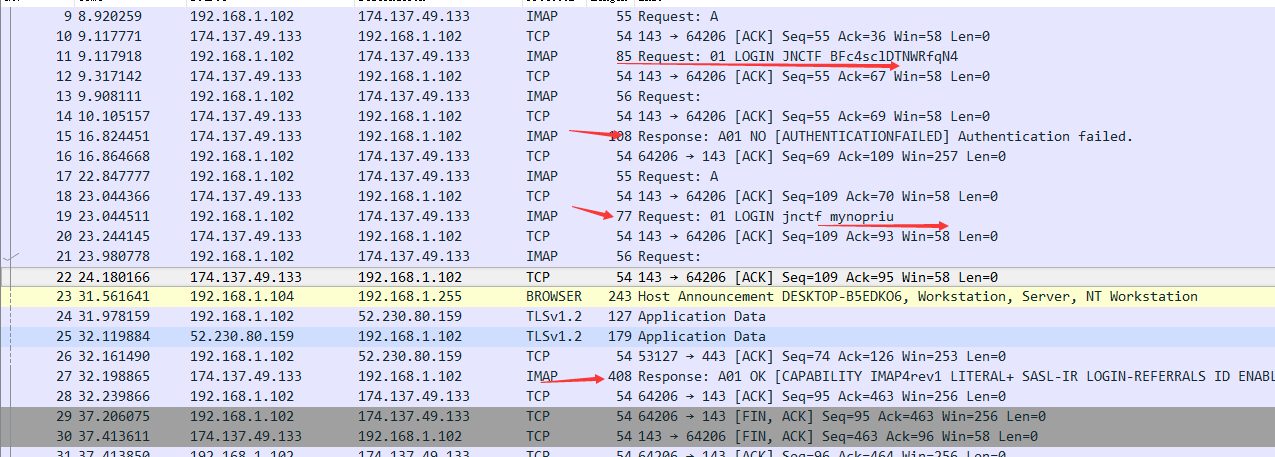 9 8.920259 192.168.1.102 174.137.49.133 IMAP 55 Request: A
10 9.117771 174.137.49.133 192.168.1.102 TCP 54 143 → 64206 [ACK] Seq=55 Ack=36 Win=58 Len=0
11 9.117918 192.168.1.102 174.137.49.133 IMAP 85 Request: 01 LOGIN JNCTF BFc4sclDTNWRfqN4
12 9.317142 174.137.49.133 192.168.1.102 TCP 54 143 → 64206 [ACK] Seq=55 Ack=67 Win=58 Len=0
13 9.908111 192.168.1.102 174.137.49.133 IMAP 56 Request:
14 10.105157 174.137.49.133 192.168.1.102 TCP 54 143 → 64206 [ACK] Seq=55 Ack=69 Win=58 Len=0
15 16.824451 174.137.49.133 192.168.1.102 IMAP 108 Response: A01 NO [AUTHENTICATIONFAILED] Authentication failed.
16 16.864668 192.168.1.102 174.137.49.133 TCP 54 64206 → 143 [ACK] Seq=69 Ack=109 Win=257 Len=0
17 22.847777 192.168.1.102 174.137.49.133 IMAP 55 Request: A
18 23.044366 174.137.49.133 192.168.1.102 TCP 54 143 → 64206 [ACK] Seq=109 Ack=70 Win=58 Len=0
19 23.044511 192.168.1.102 174.137.49.133 IMAP 77 Request: 01 LOGIN jnctf mynopriu
20 23.244145 174.137.49.133 192.168.1.102 TCP 54 143 → 64206 [ACK] Seq=109 Ack=93 Win=58 Len=0
21 23.980778 192.168.1.102 174.137.49.133 IMAP 56 Request:
22 24.180166 174.137.49.133 192.168.1.102 TCP 54 143 → 64206 [ACK] Seq=109 Ack=95 Win=58 Len=0
23 31.561641 192.168.1.104 192.168.1.255 BROWSER 243 Host Announcement DESKTOP-B5EDKO6, Workstation, Server, NT Workstation
24 31.978159 192.168.1.102 52.230.80.159 TLSv1.2 127 Application Data
25 32.119884 52.230.80.159 192.168.1.102 TLSv1.2 179 Application Data
26 32.161490 192.168.1.102 52.230.80.159 TCP 54 53127 → 443 [ACK] Seq=74 Ack=126 Win=253 Len=0
27 32.198865 174.137.49.133 192.168.1.102 IMAP 408 Response: A01 OK [CAPABILITY IMAP4rev1 LITERAL+ SASL-IR LOGIN-REFERRALS ID ENABL
28 32.239866 192.168.1.102 174.137.49.133 TCP 54 64206 → 143 [ACK] Seq=95 Ack=463 Win=256 Len=0
29 37.206075 192.168.1.102 174.137.49.133 TCP 54 64206 → 143 [FIN, ACK] Seq=95 Ack=463 Win=256 Len=0
30 37.413611 174.137.49.133 192.168.1.102 TCP 54 143 → 64206 [FIN, ACK] Seq=463 Ack=96 Win=58 Len=0
31 37.413850 192.168.1.102 174.137.49.133 TCP 54 64206 → 143 [ACK] Seq=96 Ack=464 Win=256 Len=0